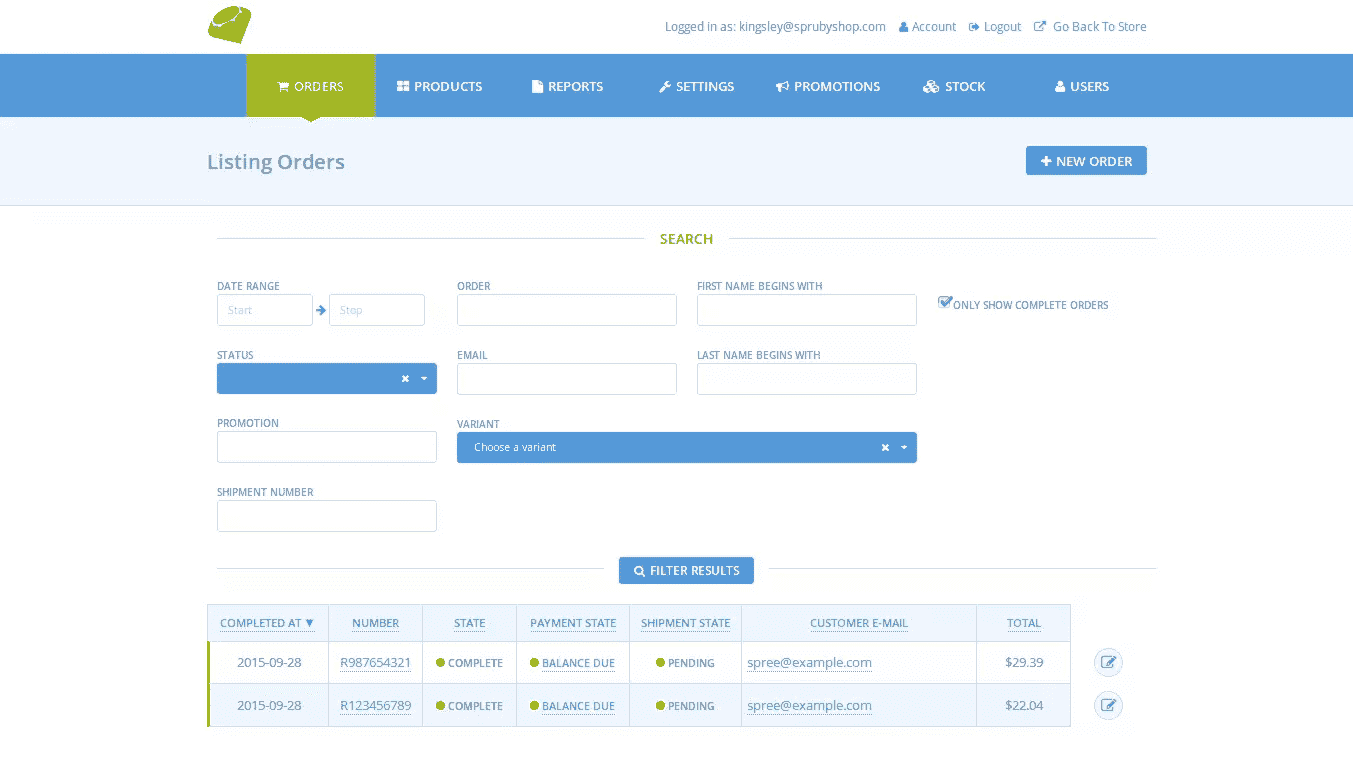 Logged in as: kingsley@sprubyshop.com Account Logout Go Back To Store
ORDERS PRODUCTS REPORTS SETTINGS PROMOTIONS STOCK USERS
Listing Orders NEW ORDER
SEARCH
DATE RANGE ORDER FIRST NAME BEGINS WITH
Start Stop ONLY SHOW COMPLETE ORDERS
STATUS EMAIL LAST NAME BEGINS WITH
PROMOTION VARIANT
Choose a variant
SHIPMENT NUMBER
FILTER RESULTS
COMPLETED AT ▼ NUMBER STATE PAYMENT STATE SHIPMENT STATE CUSTOMER E-MAIL TOTAL
2015-09-28 R987654321 COMPLETE BALANCE DUE PENDING spree@example.com $29.39
2015-09-28 R123456789 COMPLETE BALANCE DUE PENDING spree@example.com $22.04